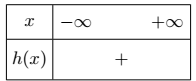 x −∞ +∞
h(x) +